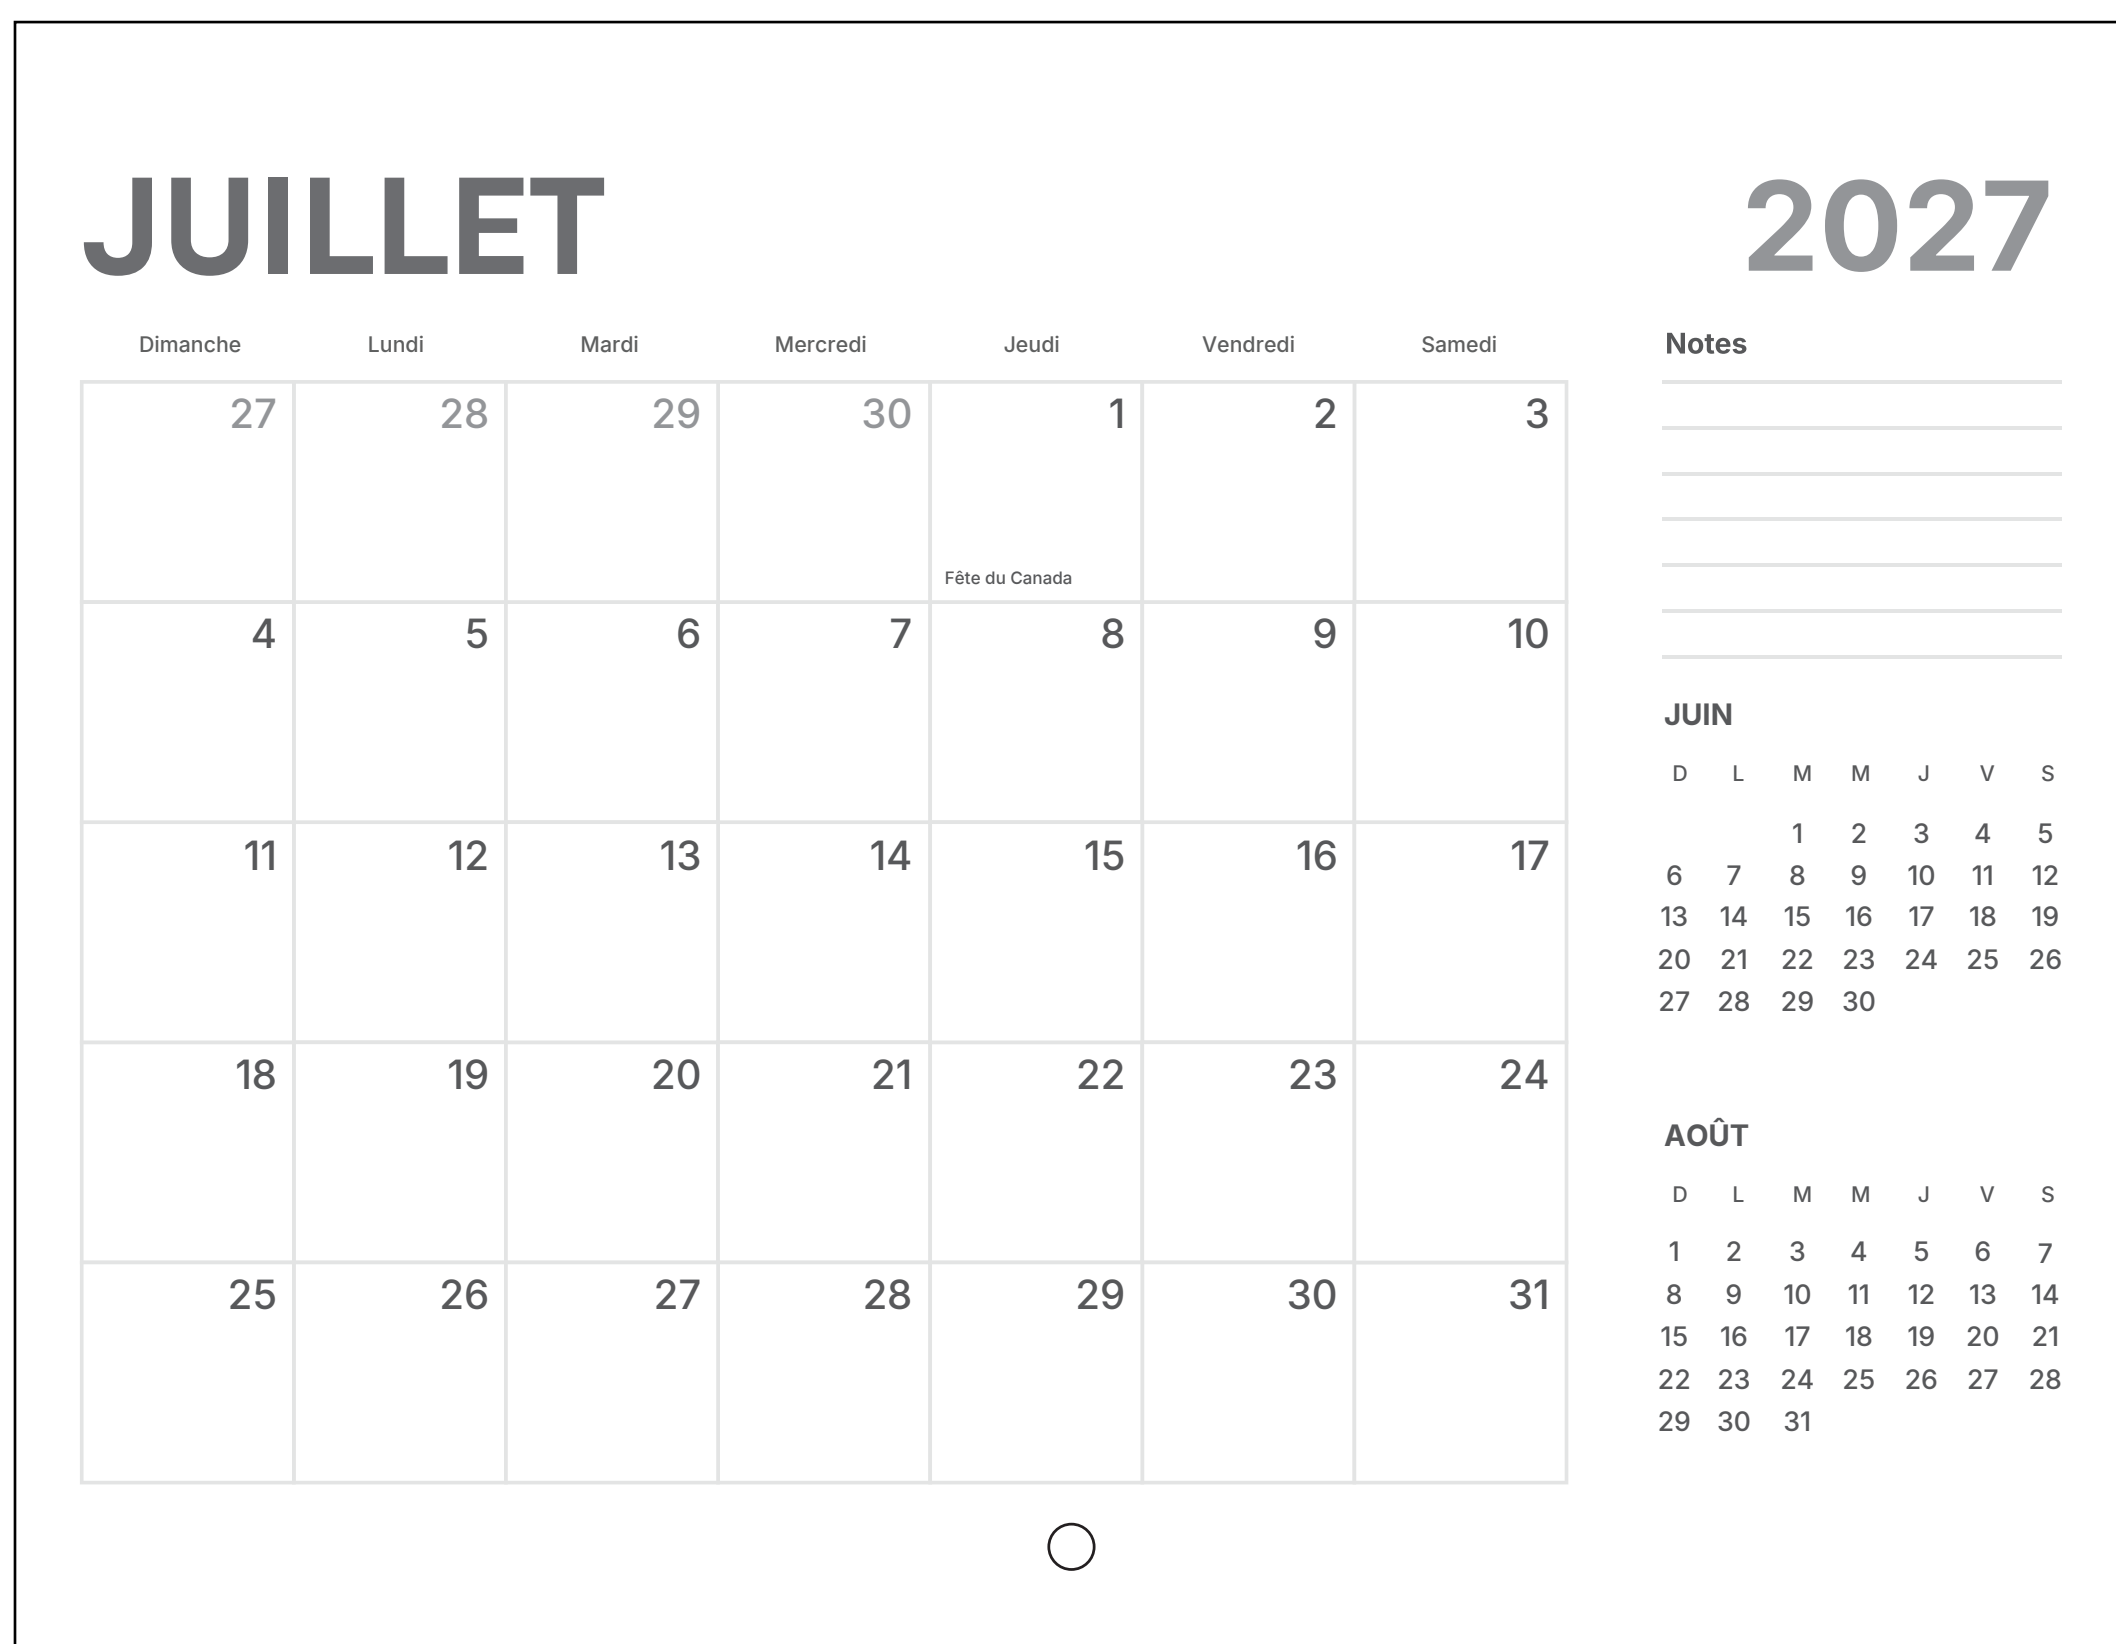 JUILLET 2027
Dimanche Lundi Mardi Mercredi Jeudi Vendredi Samedi
27 28 29 30 1 2 3
Fête du Canada
4 5 6 7 8 9 10
11 12 13 14 15 16 17
18 19 20 21 22 23 24
25 26 27 28 29 30 31
Notes
JUIN
D L M M J V S
1 2 3 4 5
6 7 8 9 10 11 12
13 14 15 16 17 18 19
20 21 22 23 24 25 26
27 28 29 30
AOÛT
D L M M J V S
1 2 3 4 5 6 7
8 9 10 11 12 13 14
15 16 17 18 19 20 21
22 23 24 25 26 27 28
29 30 31